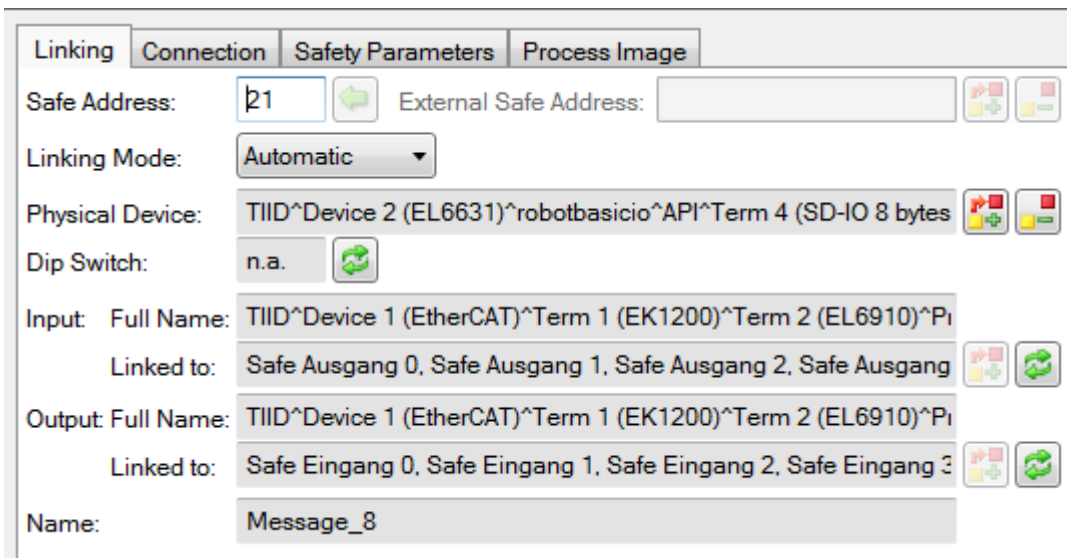 Linking Connection Safety Parameters Process Image
Safe Address: 21 External Safe Address:
Linking Mode: Automatic
Physical Device: TIID^Device 2 (EL6631)^robotbasicio^API^Term 4 (SD-IO 8 bytes
Dip Switch: n.a.
Input: Full Name: TIID^Device 1 (EtherCAT)^Term 1 (EK1200)^Term 2 (EL6910)^
Linked to: Safe Ausgang 0, Safe Ausgang 1, Safe Ausgang 2, Safe Ausgang
Output: Full Name: TIID^Device 1 (EtherCAT)^Term 1 (EK1200)^Term 2 (EL6910)^
Linked to: Safe Eingang 0, Safe Eingang 1, Safe Eingang 2, Safe Eingang 3
Name: Message_8